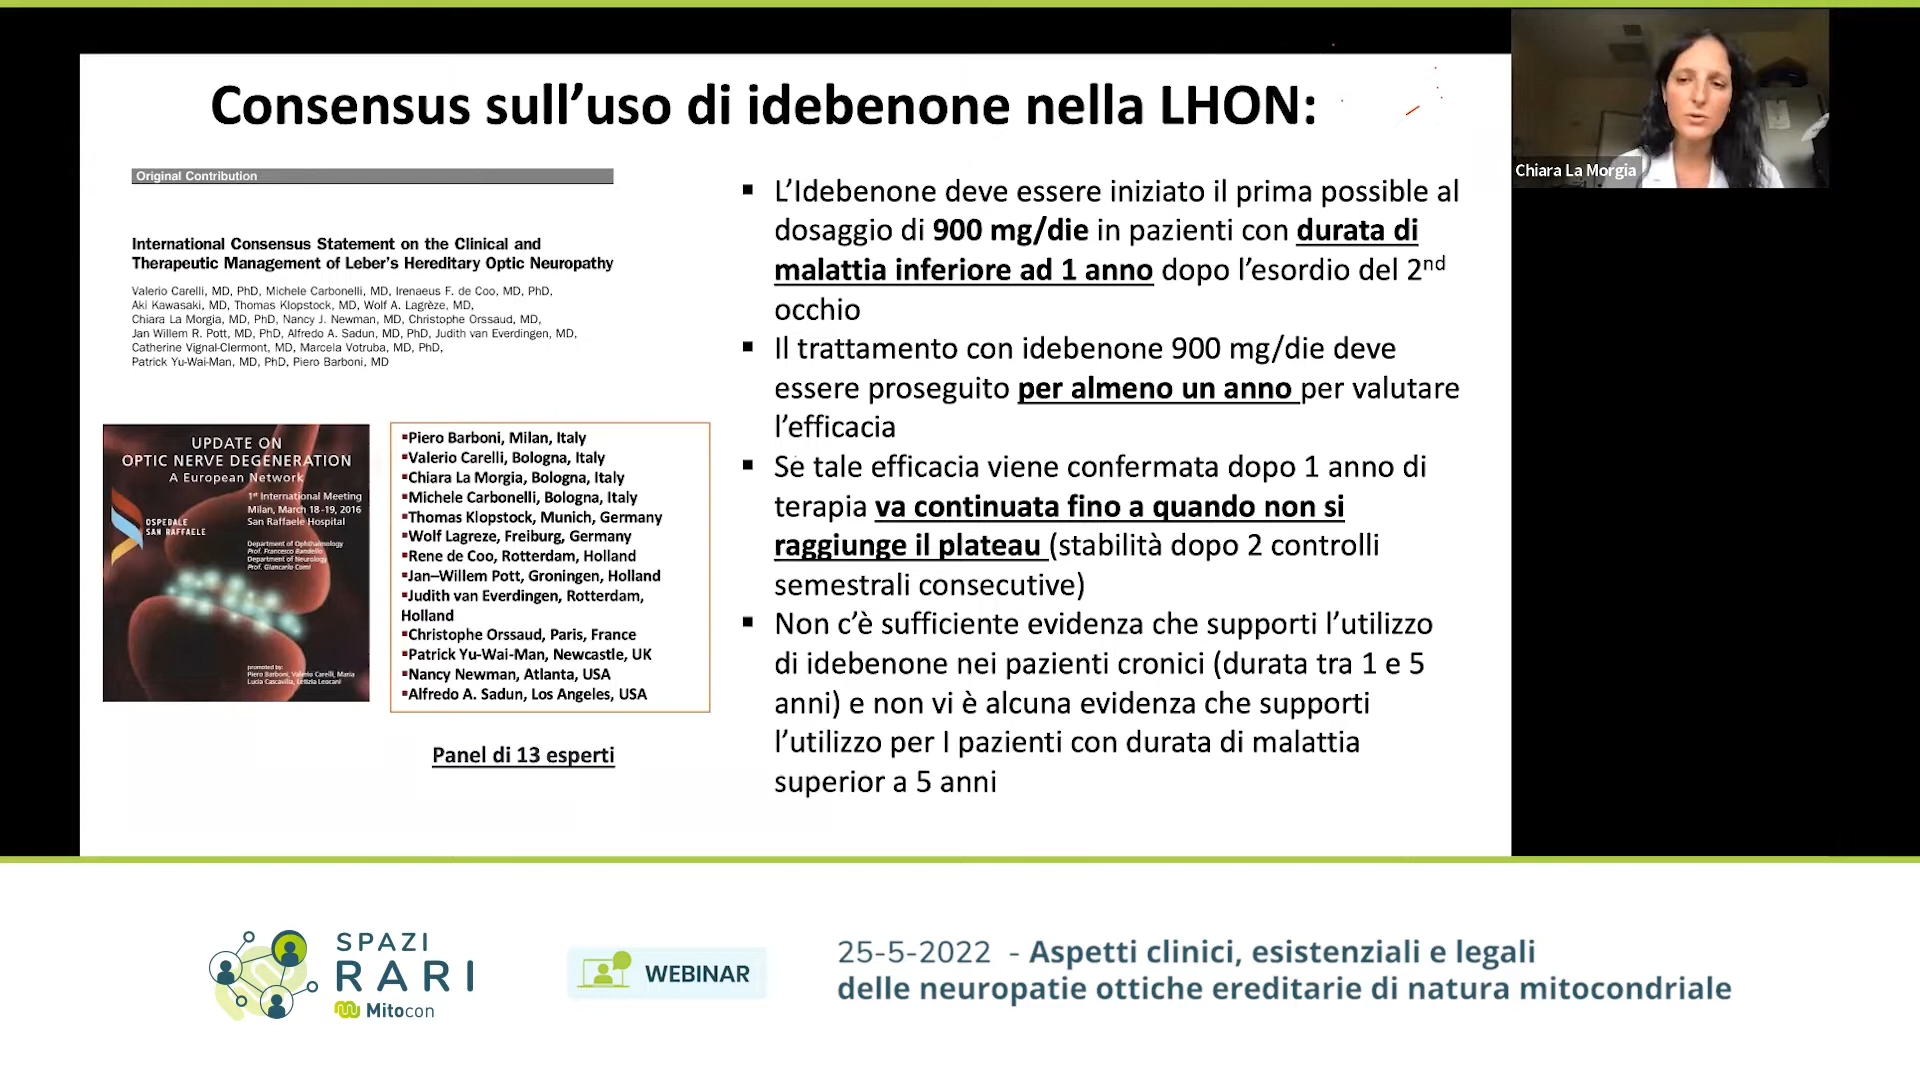 Consensus sull’uso di idebenone nella LHON:
Chiara La Morgia
Original Contribution
International Consensus Statement on the Clinical and
Therapeutic Management of Leber’s Hereditary Optic Neuropathy
Valerio Carelli, MD, PhD, Michele Carbonelli, MD, Irenaeus F. de Coo, MD, PhD,
Aki Kawasaki, MD, Thomas Klopstock, MD, Wolf A. Lagrèze, MD,
Chiara La Morgia, MD, PhD, Nancy J. Newman, MD, Christophe Orssaud, MD,
Jan Willem R. Pott, MD, PhD, Alfredo A. Sadun, MD, PhD, Judith van Everdingen, MD,
Catherine Vignal-Clermont, MD, Marcela Votruba, MD, PhD,
Patrick Yu-Wai-Man, MD, PhD, Piero Barboni, MD
UPDATE ON
OPTIC NERVE DEGENERATION
A European Network
1st International Meeting
Milan, March 18-19, 2016
San Raffaele Hospital
OSPEDALE
SAN RAFFAELE
Department of Ophthalmology
Prof. Francesco Bandello
Department of Neurology
Prof. Giancarlo Comi
promoted by:
Piero Barboni, Valerio Carelli, Maria
Lucia Cascavilla, Letizia Leocani
▪Piero Barboni, Milan, Italy
▪Valerio Carelli, Bologna, Italy
▪Chiara La Morgia, Bologna, Italy
▪Michele Carbonelli, Bologna, Italy
▪Thomas Klopstock, Munich, Germany
▪Wolf Lagreze, Freiburg, Germany
▪Rene de Coo, Rotterdam, Holland
▪Jan–Willem Pott, Groningen, Holland
▪Judith van Everdingen, Rotterdam,
Holland
▪Christophe Orssaud, Paris, France
▪Patrick Yu-Wai-Man, Newcastle, UK
▪Nancy Newman, Atlanta, USA
▪Alfredo A. Sadun, Los Angeles, USA
Panel di 13 esperti
▪ L’Idebenone deve essere iniziato il prima possible al
dosaggio di 900 mg/die in pazienti con durata di
malattia inferiore ad 1 anno dopo l’esordio del 2nd
occhio
▪ Il trattamento con idebenone 900 mg/die deve
essere proseguito per almeno un anno per valutare
l’efficacia
▪ Se tale efficacia viene confermata dopo 1 anno di
terapia va continuata fino a quando non si
raggiunge il plateau (stabilità dopo 2 controlli
semestrali consecutive)
▪ Non c’è sufficiente evidenza che supporti l’utilizzo
di idebenone nei pazienti cronici (durata tra 1 e 5
anni) e non vi è alcuna evidenza che supporti
l’utilizzo per I pazienti con durata di malattia
superior a 5 anni
SPAZI
RARI
Mitocon
WEBINAR
25-5-2022 - Aspetti clinici, esistenziali e legali
delle neuropatie ottiche ereditarie di natura mitocondriale